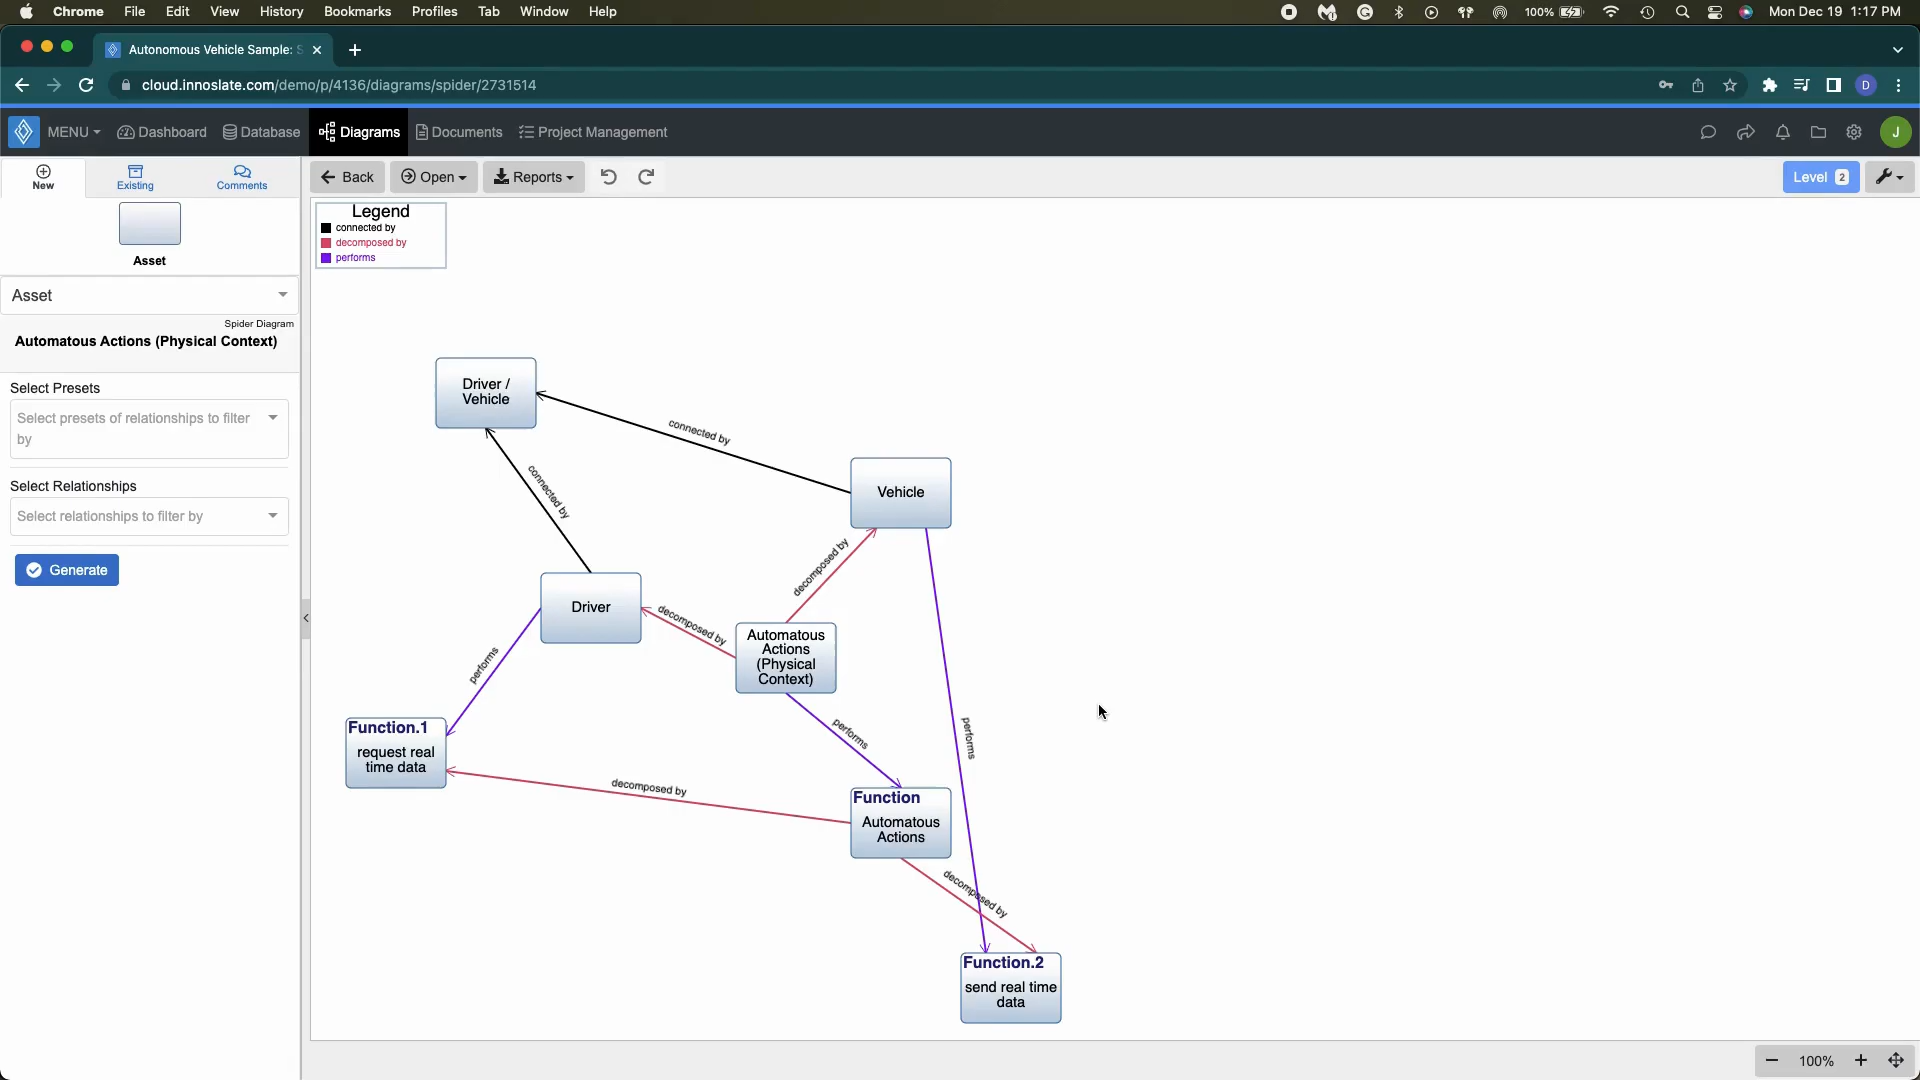 Chrome File Edit View History Bookmarks Profiles Tab Window Help 100% Mon Dec 19 1:17 PM
Autonomous Vehicle Sample: S
cloud.innoslate.com/demo/p/4136/diagrams/spider/2731514
D
MENU Dashboard Database Diagrams Documents Project Management
J
New Existing Comments
Back Open Reports
Level 2
Asset
Asset
Spider Diagram
Automatous Actions (Physical Context)
Select Presets
Select presets of relationships to filter
by
Select Relationships
Select relationships to filter by
Generate
Legend
connected by
decomposed by
performs
Driver /
Vehicle
connected by
connected by
Vehicle
decomposed by
Driver
decomposed by
Automatous
Actions
(Physical
Context)
performs
Function.1
request real
time data
performs
performs
decomposed by
Function
Automatous
Actions
decomposed by
Function.2
send real time
data
100%